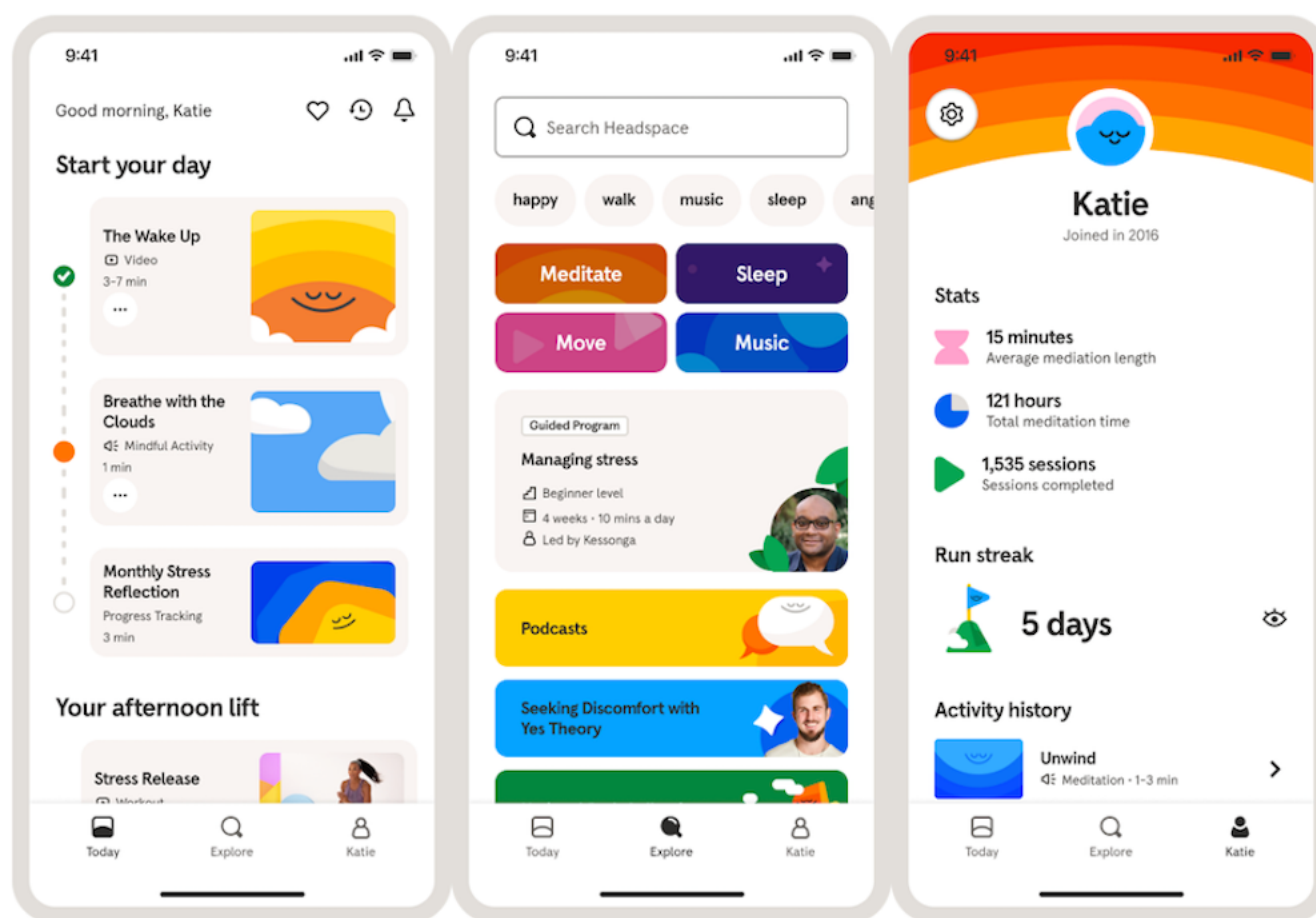 9:41
Good morning, Katie
Start your day
The Wake Up
Video
3-7 min
Breathe with the
Clouds
Mindful Activity
1 min
Monthly Stress
Reflection
Progress Tracking
3 min
Your afternoon lift
Stress Release
Workout
Today
Explore
Katie
9:41
Search Headspace
happy
walk
music
sleep
ang
Meditate
Sleep
Move
Music
Guided Program
Managing stress
Beginner level
4 weeks • 10 mins a day
Led by Kessonga
Podcasts
Seeking Discomfort with
Yes Theory
Today
Explore
Katie
9:41
Katie
Joined in 2016
Stats
15 minutes
Average mediation length
121 hours
Total meditation time
1,535 sessions
Sessions completed
Run streak
5 days
Activity history
Unwind
Meditation • 1-3 min
Today
Explore
Katie